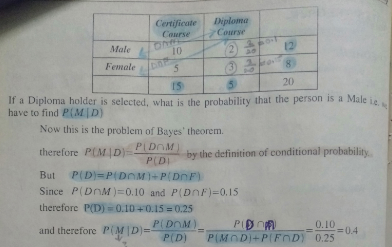 Certificate Diploma
Course Course
Male 10 2 12
Female 5 3 8
15 5 20
If a Diploma holder is selected, what is the probability that the person is a Male i.e.
have to find P(M|D)
Now this is the problem of Bayes' theorem.
therefore P(M|D)= P(D∩M) / P(D) by the definition of conditional probability.
But P(D)=P(D∩M)+P(D∩F)
Since P(D∩M)=0.10 and P(D∩F)=0.15
therefore P(D) = 0.10 + 0.15 = 0.25
and therefore P(M|D)= P(D∩M) / P(D) = P(D∩M) / P(M∩D)+P(F∩D) = 0.10 / 0.25 = 0.4